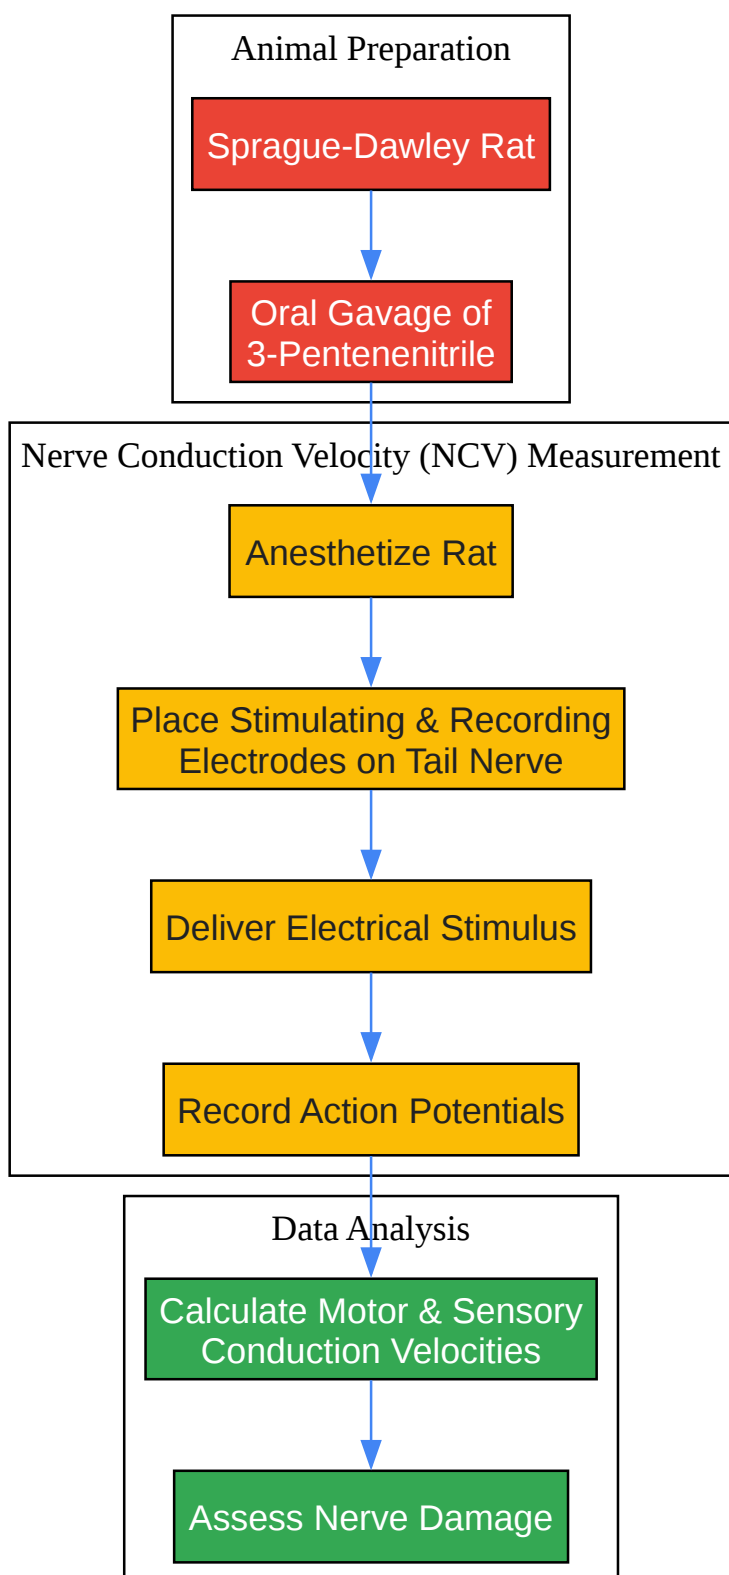 Animal Preparation
Sprague-Dawley Rat
Oral Gavage of
3-Pentenenitrile
Nerve Conduction Velocity (NCV) Measurement
Anesthetize Rat
Place Stimulating & Recording
Electrodes on Tail Nerve
Deliver Electrical Stimulus
Record Action Potentials
Data Analysis
Calculate Motor & Sensory
Conduction Velocities
Assess Nerve Damage